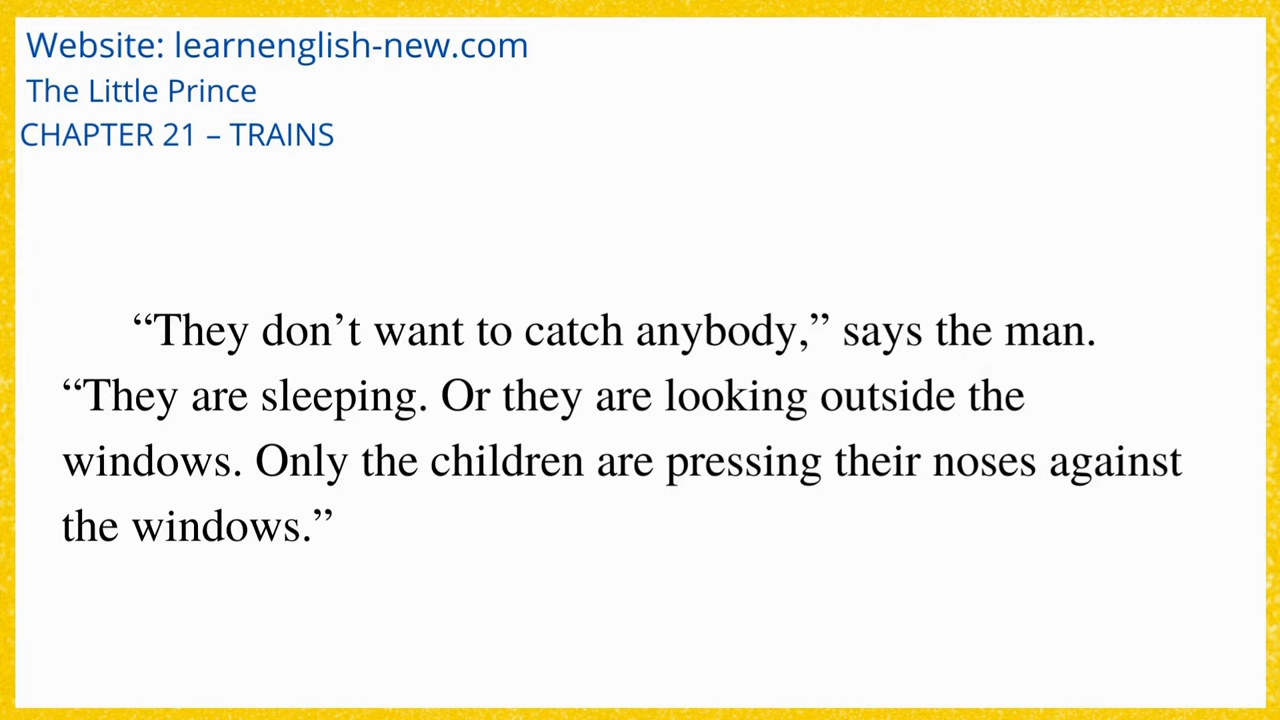 Website: learnenglish-new.com
The Little Prince
CHAPTER 21 – TRAINS
“They don’t want to catch anybody,” says the man.
“They are sleeping. Or they are looking outside the
windows. Only the children are pressing their noses against
the windows.”